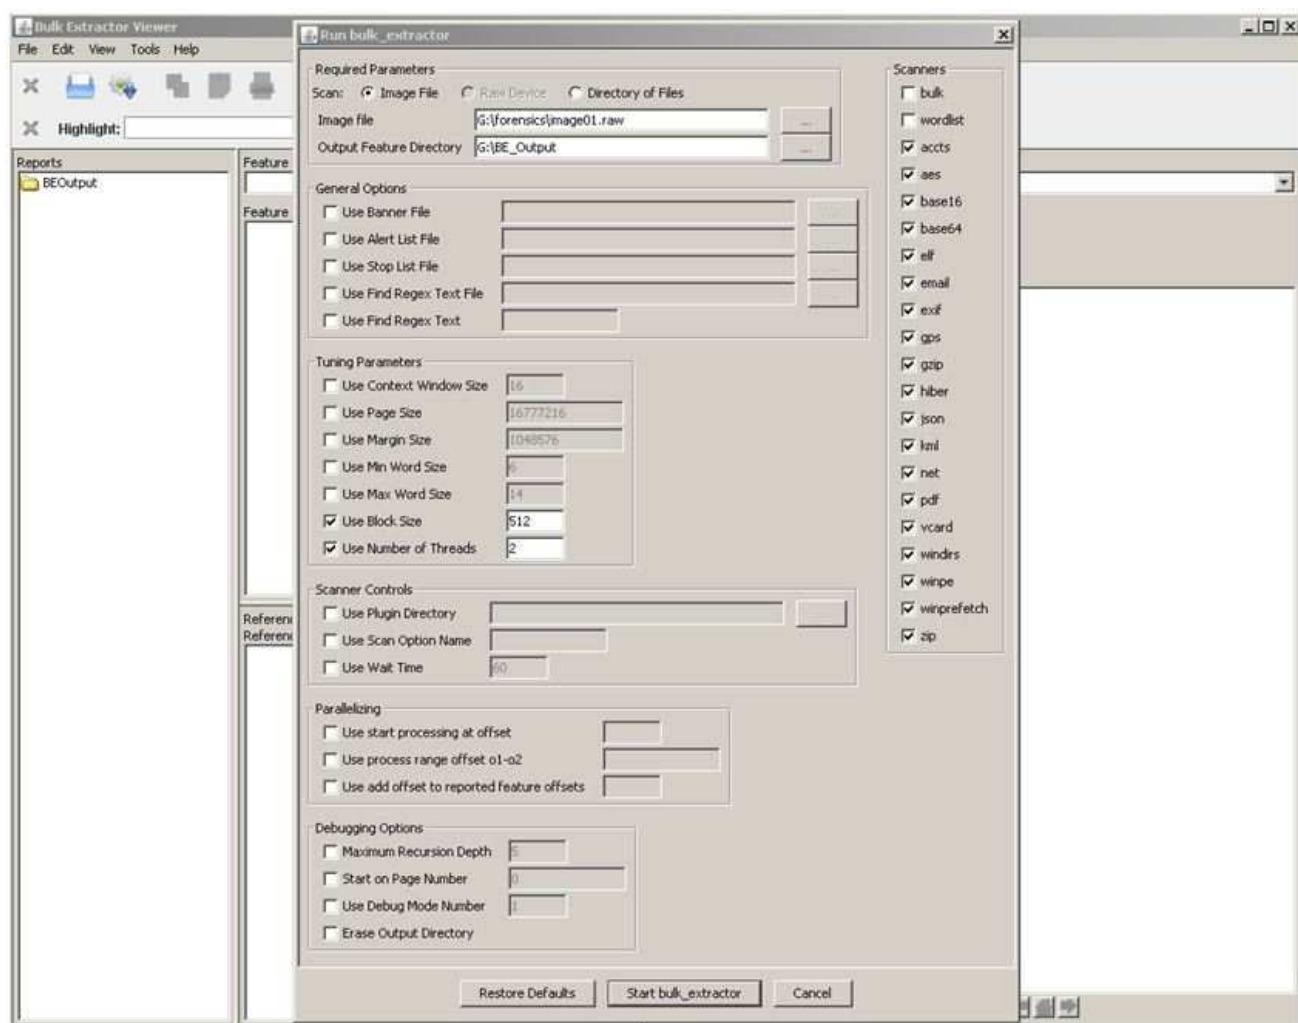 Bulk Extractor Viewer
File Edit View Tools Help
Highlight:
Reports
BEOutput
Feature
Feature
Referen
Referen
Run bulk_extractor
Required Parameters
Scan: Image File Raw Device Directory of Files
Image file G:\forensics\image01.raw ...
Output Feature Directory G:\BE_Output ...
General Options
Use Banner File
Use Alert List File
Use Stop List File
Use Find Regex Text File
Use Find Regex Text
Tuning Parameters
Use Context Window Size 16
Use Page Size 16777216
Use Margin Size 1048576
Use Min Word Size 6
Use Max Word Size 14
Use Block Size 512
Use Number of Threads 2
Scanner Controls
Use Plugin Directory
Use Scan Option Name
Use Wait Time 60
Parallelizing
Use start processing at offset
Use process range offset o1-o2
Use add offset to reported feature offsets
Debugging Options
Maximum Recursion Depth 5
Start on Page Number 0
Use Debug Mode Number 1
Erase Output Directory
Scanners
bulk
wordlist
accts
aes
base16
base64
elf
email
exif
gps
gzip
hiber
json
kml
net
pdf
vcard
windirs
winpe
winprefetch
zip
Restore Defaults Start bulk_extractor Cancel